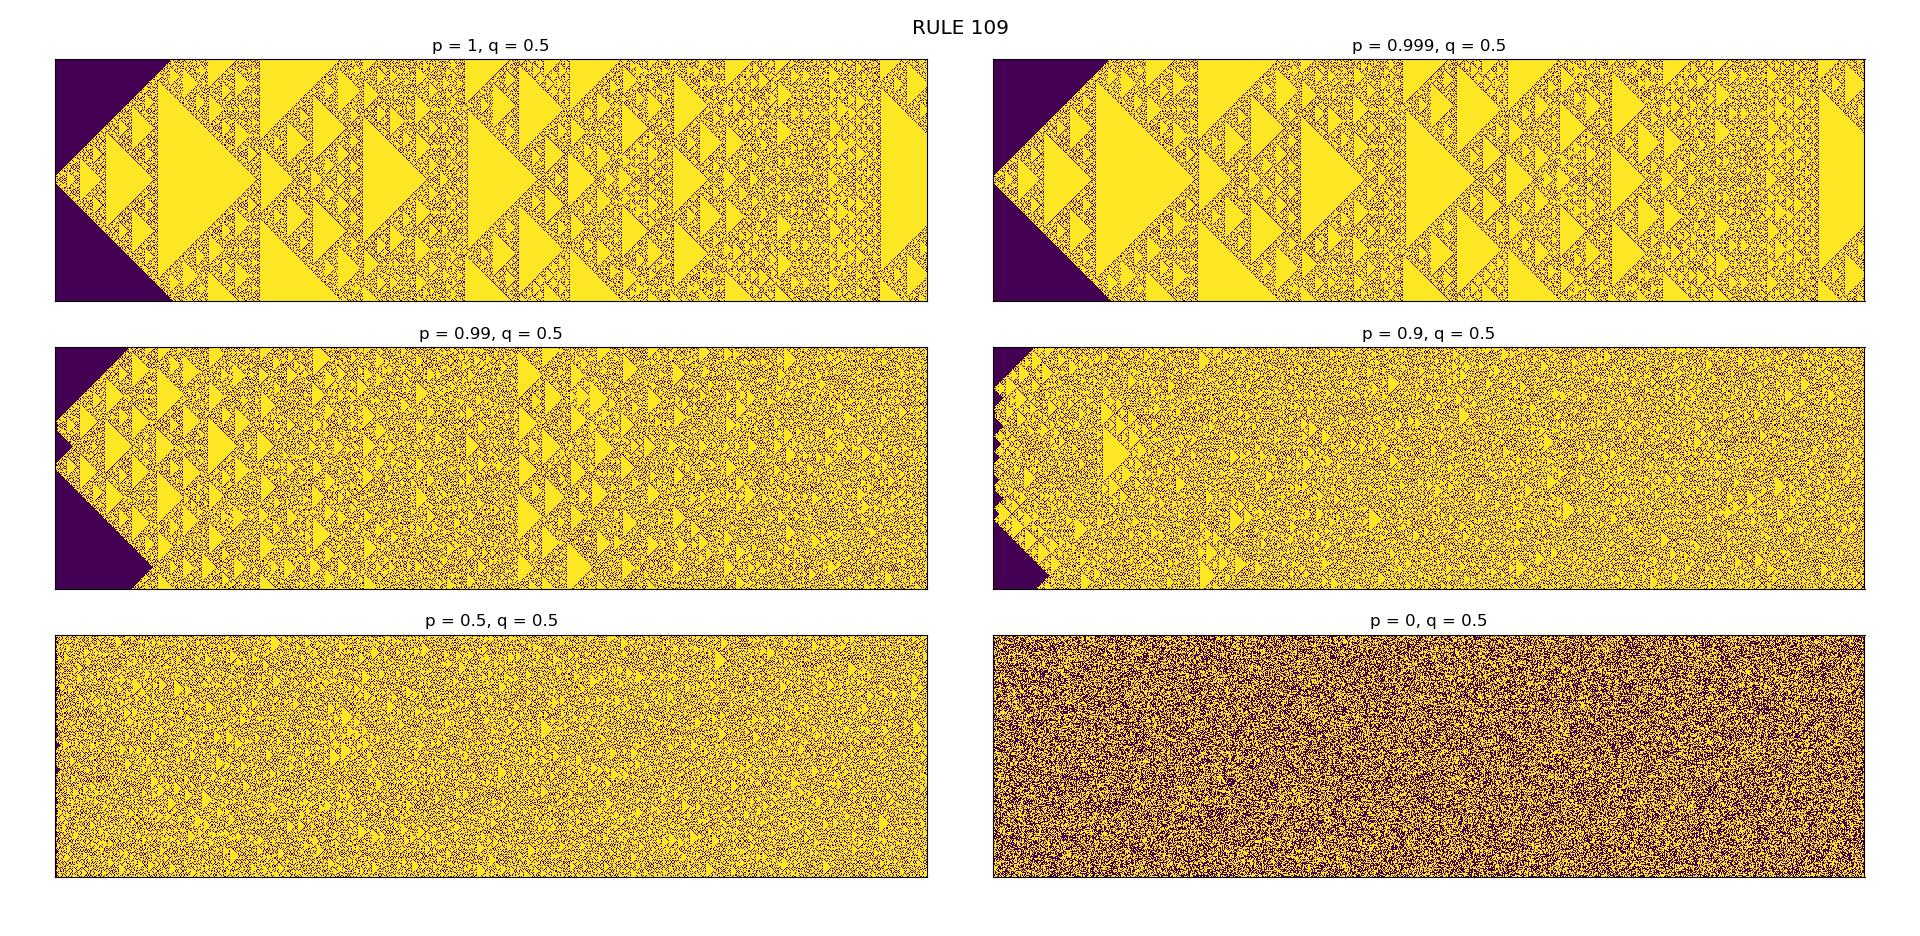 RULE 109
p = 1, q = 0.5
p = 0.999, q = 0.5
p = 0.99, q = 0.5
p = 0.9, q = 0.5
p = 0.5, q = 0.5
p = 0, q = 0.5